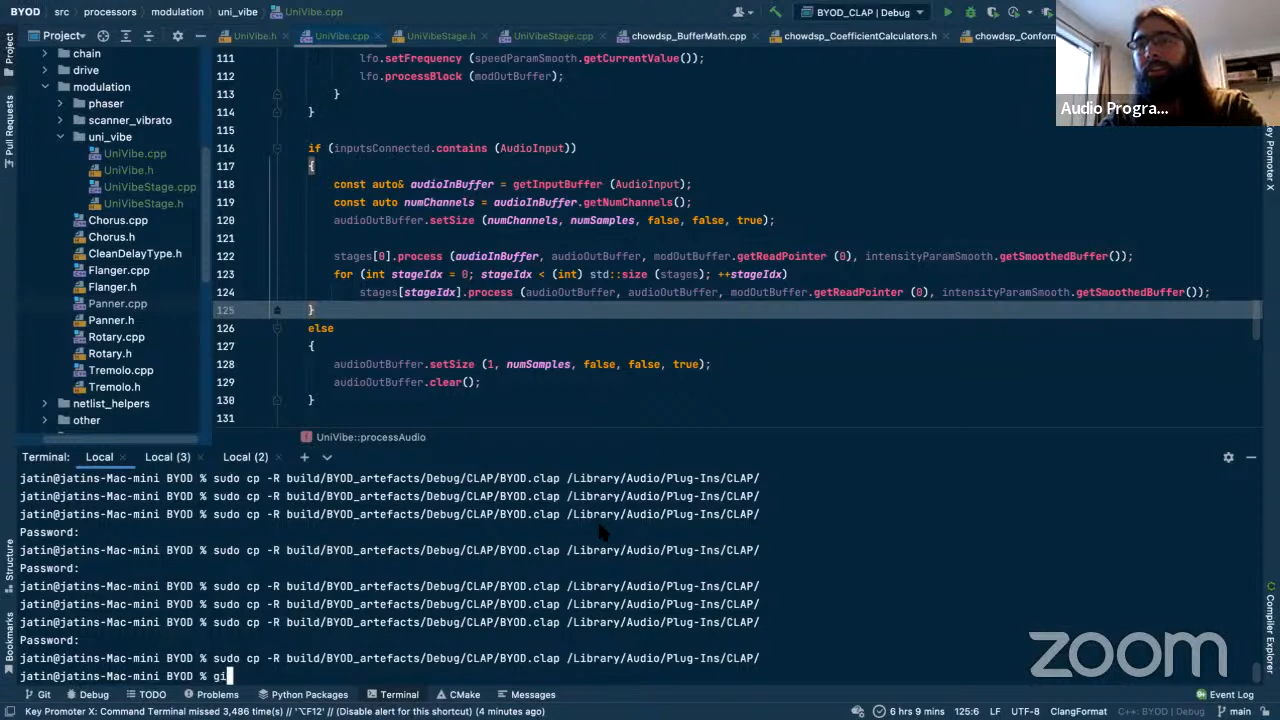 BYOD src processors modulation uni_vibe UniVibe.cpp BYOD_CLAP | Debug
Project UniVibe.h UniVibe.cpp UniVibeStage.h UniVibeStage.cpp chowdsp_BufferMath.cpp chowdsp_CoefficientCalculators.h chowdsp_Conform
Project
Pull Requests
Structure
Bookmarks
chain
drive
modulation
phaser
scanner_vibrato
uni_vibe
UniVibe.cpp
UniVibe.h
UniVibeStage.cpp
UniVibeStage.h
Chorus.cpp
Chorus.h
CleanDelayType.h
Flanger.cpp
Flanger.h
Panner.cpp
Panner.h
Rotary.cpp
Rotary.h
Tremolo.cpp
Tremolo.h
netlist_helpers
other
111 lfo.setFrequency (speedParamSmooth.getCurrentValue());
112 lfo.processBlock (modOutBuffer);
113 }
114 }
115
116 if (inputsConnected.contains (AudioInput))
117 {
118 const auto& audioInBuffer = getInputBuffer (AudioInput);
119 const auto numChannels = audioInBuffer.getNumChannels();
120 audioOutBuffer.setSize (numChannels, numSamples, false, false, true);
121
122 stages[0].process (audioInBuffer, audioOutBuffer, modOutBuffer.getReadPointer (0), intensityParamSmooth.getSmoothedBuffer());
123 for (int stageIdx = 0; stageIdx < (int) std::size (stages); ++stageIdx)
124 stages[stageIdx].process (audioOutBuffer, audioOutBuffer, modOutBuffer.getReadPointer (0), intensityParamSmooth.getSmoothedBuffer());
125 }
126 else
127 {
128 audioOutBuffer.setSize (1, numSamples, false, false, true);
129 audioOutBuffer.clear();
130 }
131
UniVibe::processAudio
Audio Progra...
Key Promoter X
Compiler Explorer
Terminal: Local Local (3) Local (2)
jatin@jatins-Mac-mini BYOD % sudo cp -R build/BYOD_artefacts/Debug/CLAP/BYOD.clap /Library/Audio/Plug-Ins/CLAP/
jatin@jatins-Mac-mini BYOD % sudo cp -R build/BYOD_artefacts/Debug/CLAP/BYOD.clap /Library/Audio/Plug-Ins/CLAP/
jatin@jatins-Mac-mini BYOD % sudo cp -R build/BYOD_artefacts/Debug/CLAP/BYOD.clap /Library/Audio/Plug-Ins/CLAP/
Password:
jatin@jatins-Mac-mini BYOD % sudo cp -R build/BYOD_artefacts/Debug/CLAP/BYOD.clap /Library/Audio/Plug-Ins/CLAP/
Password:
jatin@jatins-Mac-mini BYOD % sudo cp -R build/BYOD_artefacts/Debug/CLAP/BYOD.clap /Library/Audio/Plug-Ins/CLAP/
jatin@jatins-Mac-mini BYOD % sudo cp -R build/BYOD_artefacts/Debug/CLAP/BYOD.clap /Library/Audio/Plug-Ins/CLAP/
jatin@jatins-Mac-mini BYOD % sudo cp -R build/BYOD_artefacts/Debug/CLAP/BYOD.clap /Library/Audio/Plug-Ins/CLAP/
Password:
jatin@jatins-Mac-mini BYOD % sudo cp -R build/BYOD_artefacts/Debug/CLAP/BYOD.clap /Library/Audio/Plug-Ins/CLAP/
jatin@jatins-Mac-mini BYOD % gi
zoom
Git Debug TODO Problems Python Packages Terminal CMake Messages Event Log
Key Promoter X: Command Terminal missed 3,486 time(s) // '⌥F12' // (Disable alert for this shortcut) (4 minutes ago) 6 hrs 9 mins 125:6 LF UTF-8 ClangFormat C++: BYOD | Debug main